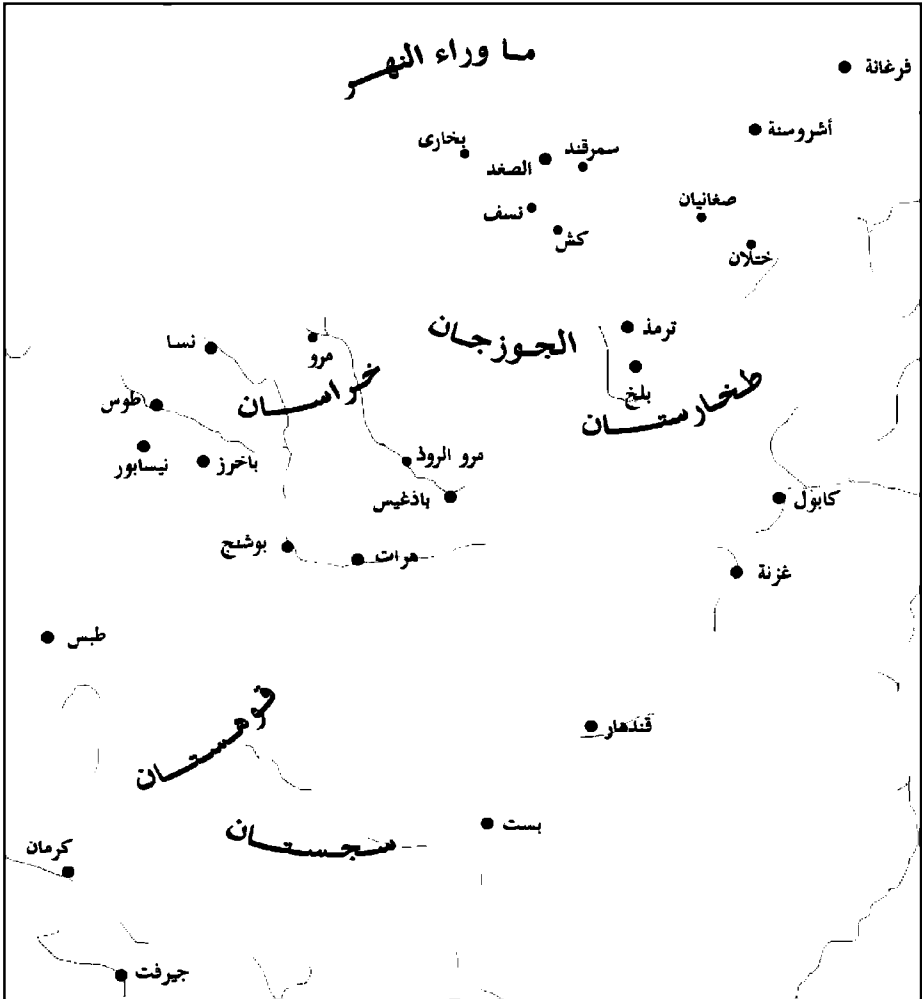 ما وراء النهر
فرغانة
أشروسنة
بخارى
سمرقند
الصغد
صغانيان
نسف
كش
ختلان
ترمذ
الجوزجان
مرو
نسا
بلخ
طخارستان
خراسان
طوس
مرو الروذ
باخرز
نيسابور
باذغيس
كابول
بوشنج
هرات
غزنة
طبس
قوهستان
قندهار
بست
سجستان
كرمان
جيرفت